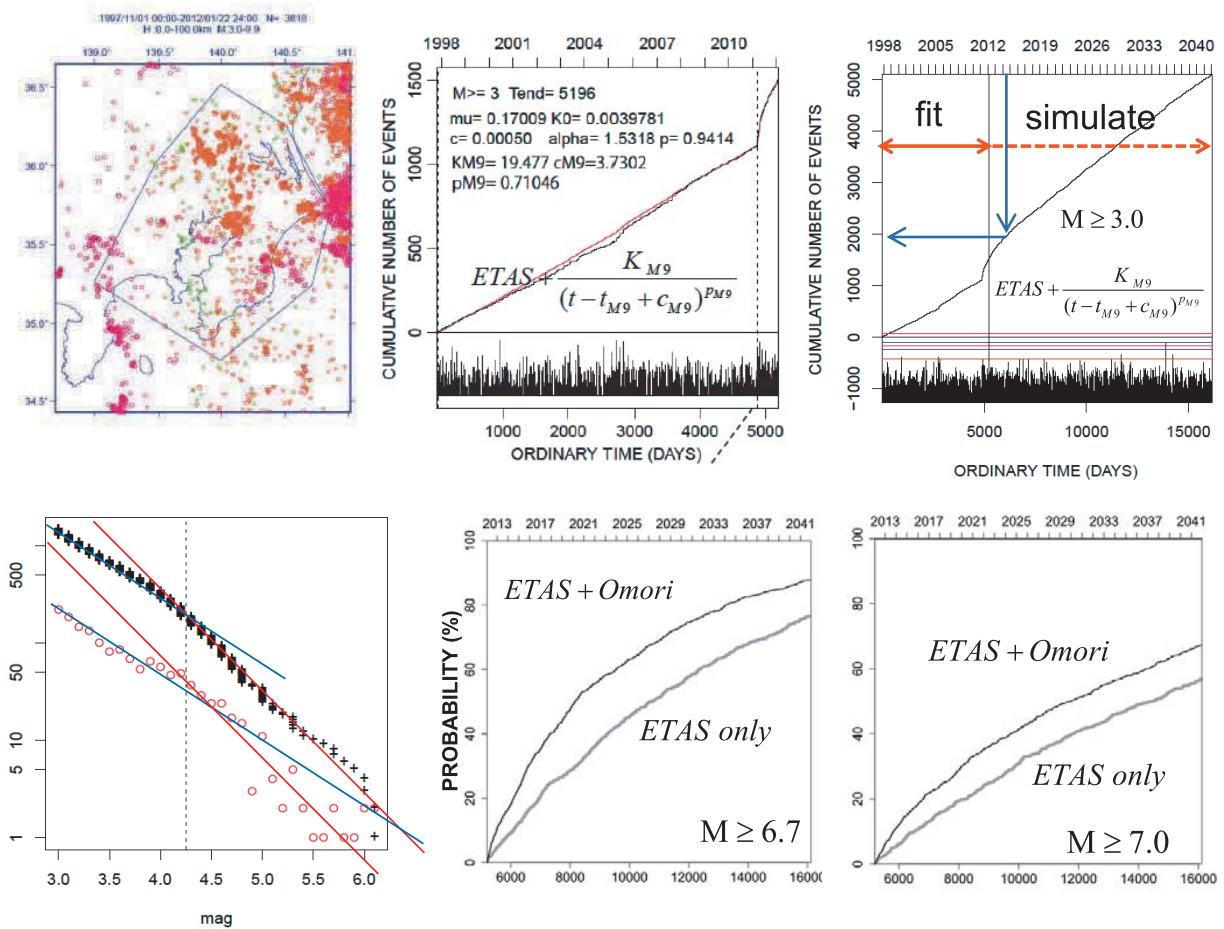 1997/11/01 00:00-2012/01/22 24:00 N= 3818
H :0.0-100.0km M:3.0-9.9
139.0° 139.5° 140.0° 140.5° 141.
36.5°
36.0°
35.5°
35.0°
34.5°
1998 2001 2004 2007 2010
CUMULATIVE NUMBER OF EVENTS
1500
1000
500
0
M>= 3 Tend= 5196
mu= 0.17009 K0= 0.0039781
c= 0.00050 alpha= 1.5318 p= 0.9414
KM9= 19.477 cM9=3.7302
pM9= 0.71046
ETAS + K_M9 / (t − t_M9 + c_M9)^p_M9
1000 2000 3000 4000 5000
ORDINARY TIME (DAYS)
1998 2005 2012 2019 2026 2033 2040
CUMULATIVE NUMBER OF EVENTS
5000
4000
3000
2000
1000
0
−1000
fit simulate
M ≥ 3.0
ETAS + K_M9 / (t − t_M9 + c_M9)^p_M9
5000 10000 15000
ORDINARY TIME (DAYS)
500
50
10
5
1
3.0 3.5 4.0 4.5 5.0 5.5 6.0
mag
2013 2017 2021 2025 2029 2033 2037 2041
PROBABILITY (%)
100
80
60
40
20
0
ETAS + Omori
ETAS only
M ≥ 6.7
6000 8000 10000 12000 14000 16000
2013 2017 2021 2025 2029 2033 2037 2041
100
80
60
40
20
0
ETAS + Omori
ETAS only
M ≥ 7.0
6000 8000 10000 12000 14000 16000